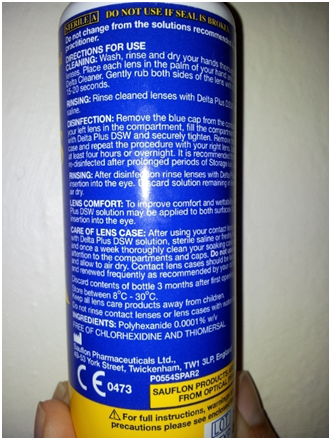 STERILE A DO NOT USE IF SEAL IS BROKEN
Do not change from the solutions
practitioner.
DIRECTIONS FOR USE
CLEANING: Wash, rinse and dry your hands
lenses. Place each lens in the palm of your hand
Delta Cleaner. Gently rub both sides of the lens
15-20 seconds.
RINSING: Rinse cleaned lenses with Delta Plus DSW
saline.
DISINFECTION: Remove the blue cap from the
your left lens in the compartment, fill the
with Delta Plus DSW and securely tighten.
case and repeat the procedure with your right
at least four hours or overnight. It is
re-disinfected after prolonged periods of Storage
RINSING: After disinfection rinse lenses with
insertion into the eye. Discard solution remaining
air dry.
LENS COMFORT: To improve comfort and
Plus DSW solution may be applied to both
insertion into the eye.
CARE OF LENS CASE: After using your contact
with Delta Plus DSW solution, sterile saline or
and once a week thoroughly clean your soaking
attention to the compartments and caps. Do
and allow to air dry. Contact lens cases should be
and renewed frequently as recommended by your
Discard contents of bottle 3 months after first
Store between 8°C - 30°C.
Keep all lens care products away from children.
Do not rinse contact lenses or lens cases with
INGREDIENTS: Polyhexanide 0.0001% w/v
FREE OF CHLORHEXIDINE AND THIOMERSAL
Sauflon Pharmaceuticals Ltd.,
49-53 York Street, Twickenham, TW1 3LP,
P0554SPAR2
CE 0473
SAUFLON PRODUCTS
FROM OPTICAL
For full instructions,
precautions please see
LOT